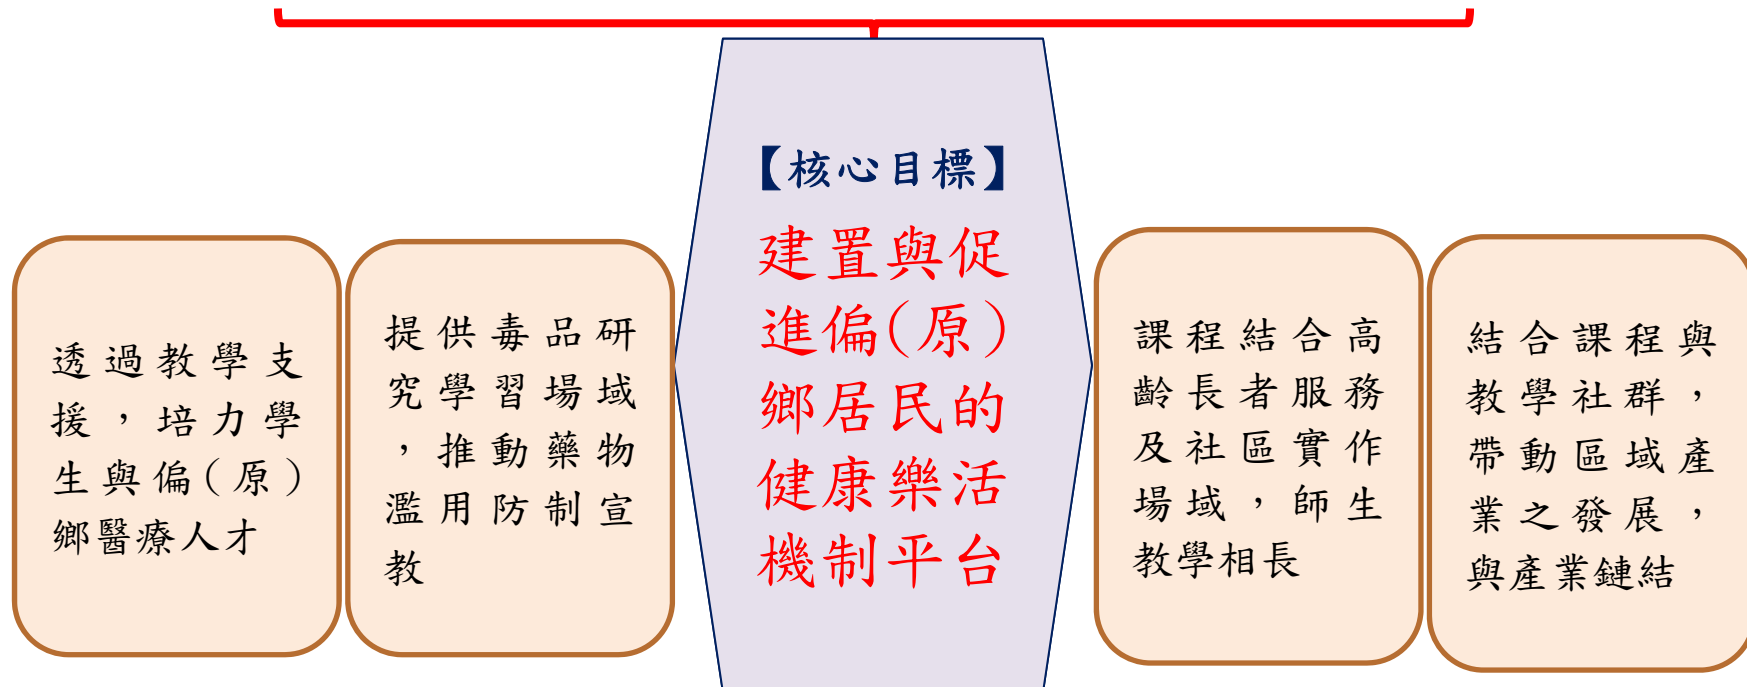 透過教學支
援，培力學
生與偏(原)
鄉醫療人才
提供毒品研
究學習場域
，推動藥物
濫用防制宣
教
【核心目標】
建置與促
進偏(原)
鄉居民的
健康樂活
機制平台
課程結合高
齡長者服務
及社區實作
場域，師生
教學相長
結合課程與
教學社群，
帶動區域產
業之發展，
與產業鏈結